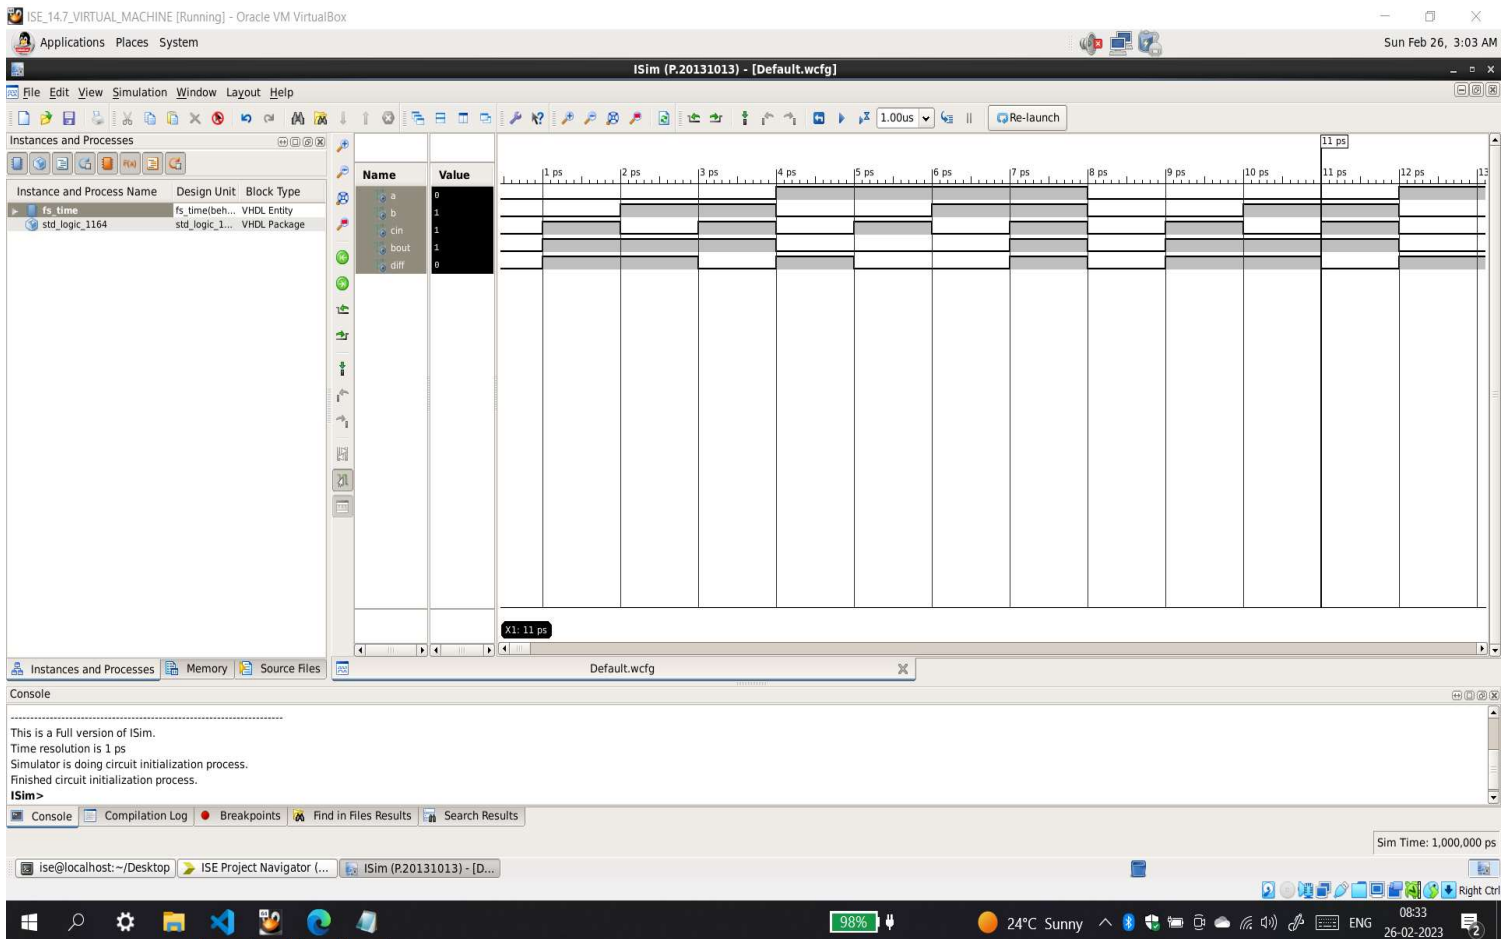 ISE_14.7_VIRTUAL_MACHINE [Running] - Oracle VM VirtualBox
Applications Places System
Sun Feb 26, 3:03 AM
ISim (P.20131013) - [Default.wcfg]
File Edit View Simulation Window Layout Help
1.00us
Re-launch
Instances and Processes
Instance and Process Name Design Unit Block Type
fs_time fs_time(beh... VHDL Entity
std_logic_1164 std_logic_1... VHDL Package
Name Value
a 0
b 1
cin 1
bout 1
diff 0
11 ps
1 ps 2 ps 3 ps 4 ps 5 ps 6 ps 7 ps 8 ps 9 ps 10 ps 11 ps 12 ps 13
X1: 11 ps
Instances and Processes Memory Source Files
Default.wcfg
Console
This is a Full version of ISim.
Time resolution is 1 ps
Simulator is doing circuit initialization process.
Finished circuit initialization process.
ISim>
Console Compilation Log Breakpoints Find in Files Results Search Results
Sim Time: 1,000,000 ps
ise@localhost:~/Desktop ISE Project Navigator (... ISim (P.20131013) - [D...
Right Ctrl
98%
24°C Sunny
ENG
08:33
26-02-2023
2